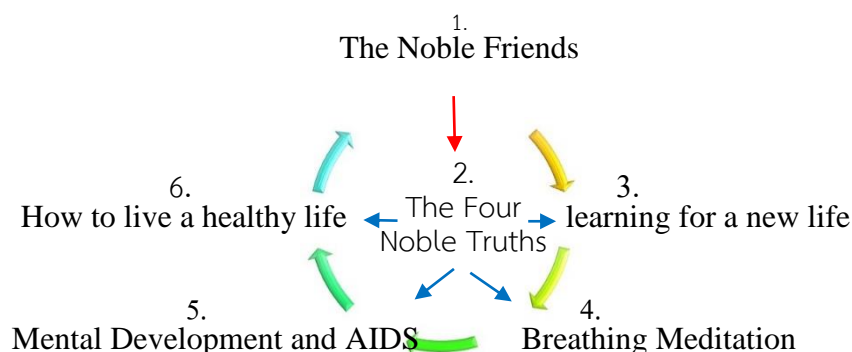 1.
The Noble Friends
2.
The Four
Noble Truths
3.
learning for a new life
4.
Breathing Meditation
5.
Mental Development and AIDS
6.
How to live a healthy life